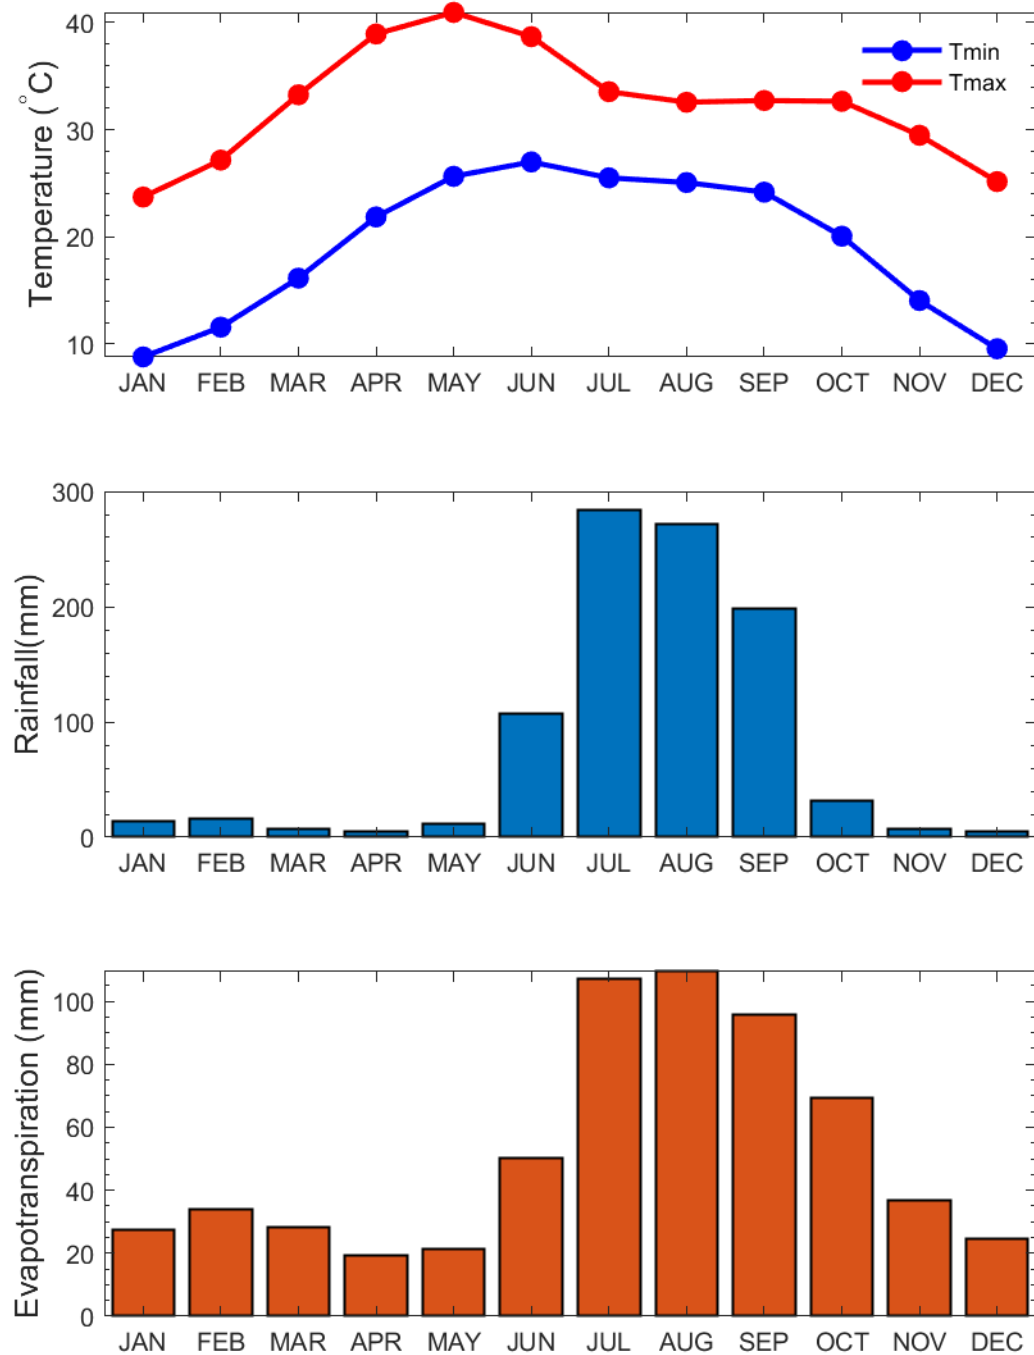 40
30
20
10
Temperature (°C)
Tmin
Tmax
JAN FEB MAR APR MAY JUN JUL AUG SEP OCT NOV DEC
300
200
100
0
Rainfall(mm)
JAN FEB MAR APR MAY JUN JUL AUG SEP OCT NOV DEC
100
80
60
40
20
0
Evapotranspiration (mm)
JAN FEB MAR APR MAY JUN JUL AUG SEP OCT NOV DEC